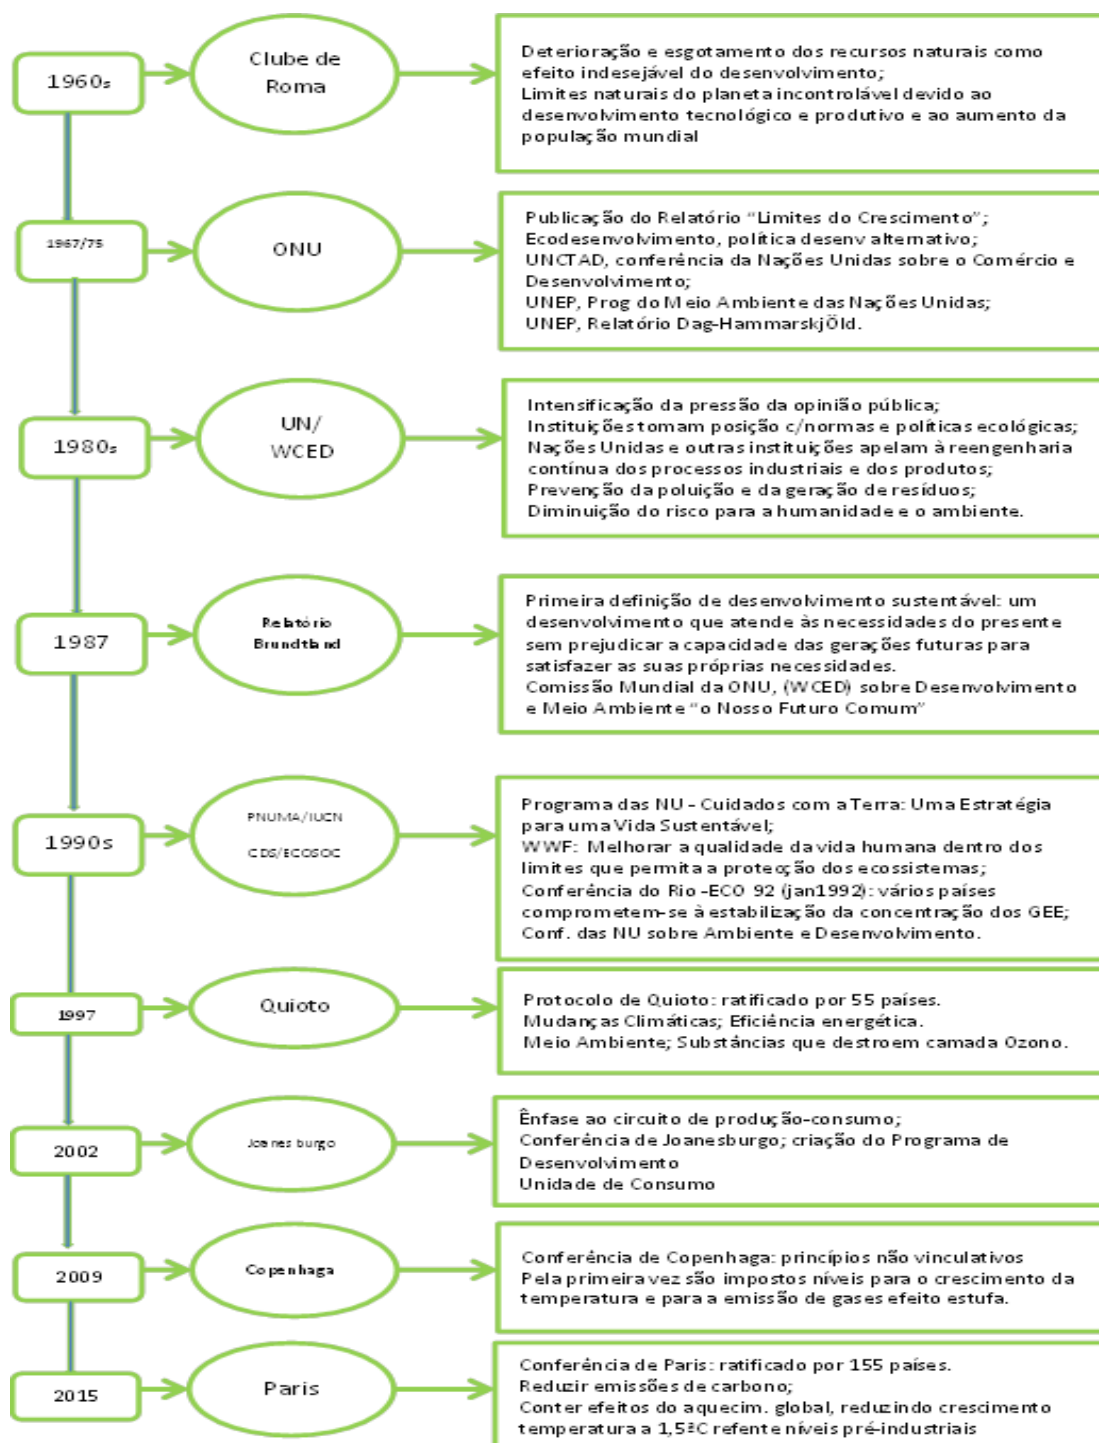 1960s
Clube de
Roma
Deterioração e esgotamento dos recursos naturais como
efeito indesejável do desenvolvimento;
Limites naturais do planeta incontrolável devido ao
desenvolvimento tecnológico e produtivo e ao aumento da
população mundial
1967/75
ONU
Publicação do Relatório “Limites do Crescimento”;
Ecodesenvolvimento, política desenv alternativo;
UNCTAD, conferência da Nações Unidas sobre o Comércio e
Desenvolvimento;
UNEP, Prog do Meio Ambiente das Nações Unidas;
UNEP, Relatório Dag-HammarskjÖld.
1980s
UN/
WCED
Intensificação da pressão da opinião pública;
Instituições tomam posição c/normas e políticas ecológicas;
Nações Unidas e outras instituições apelam à reengenharia
contínua dos processos industriais e dos produtos;
Prevenção da poluição e da geração de resíduos;
Diminuição do risco para a humanidade e o ambiente.
1987
Relatório
Brundtland
Primeira definição de desenvolvimento sustentável: um
desenvolvimento que atende às necessidades do presente
sem prejudicar a capacidade das gerações futuras para
satisfazer as suas próprias necessidades.
Comissão Mundial da ONU, (WCED) sobre Desenvolvimento
e Meio Ambiente “o Nosso Futuro Comum”
1990s
PNUMA/IUCN
CDS/ECOSOC
Programa das NU - Cuidados com a Terra: Uma Estratégia
para uma Vida Sustentável;
WWF: Melhorar a qualidade da vida humana dentro dos
limites que permita a protecção dos ecossistemas;
Conferência do Rio -ECO 92 (jan1992): vários países
comprometem-se à estabilização da concentração dos GEE;
Conf. das NU sobre Ambiente e Desenvolvimento.
1997
Quioto
Protocolo de Quioto: ratificado por 55 países.
Mudanças Climáticas; Eficiência energética.
Meio Ambiente; Substâncias que destroem camada Ozono.
2002
Joanesburgo
Ênfase ao circuito de produção-consumo;
Conferência de Joanesburgo; criação do Programa de
Desenvolvimento
Unidade de Consumo
2009
Copenhaga
Conferência de Copenhaga: princípios não vinculativos
Pela primeira vez são impostos níveis para o crescimento da
temperatura e para a emissão de gases efeito estufa.
2015
Paris
Conferência de Paris: ratificado por 155 países.
Reduzir emissões de carbono;
Conter efeitos do aquecim. global, reduzindo crescimento
temperatura a 1,5ºC refente níveis pré-industriais